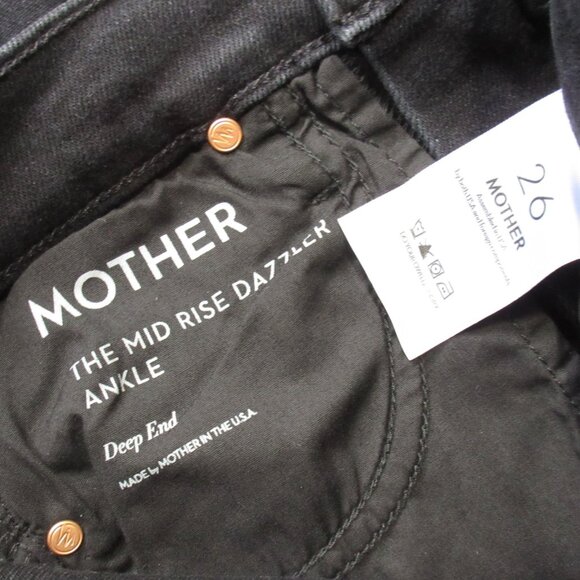 MOTHER
THE MID RISE DAZZLER
ANKLE
Deep End
MADE by MOTHER IN THE U.S.A.
26
MOTHER